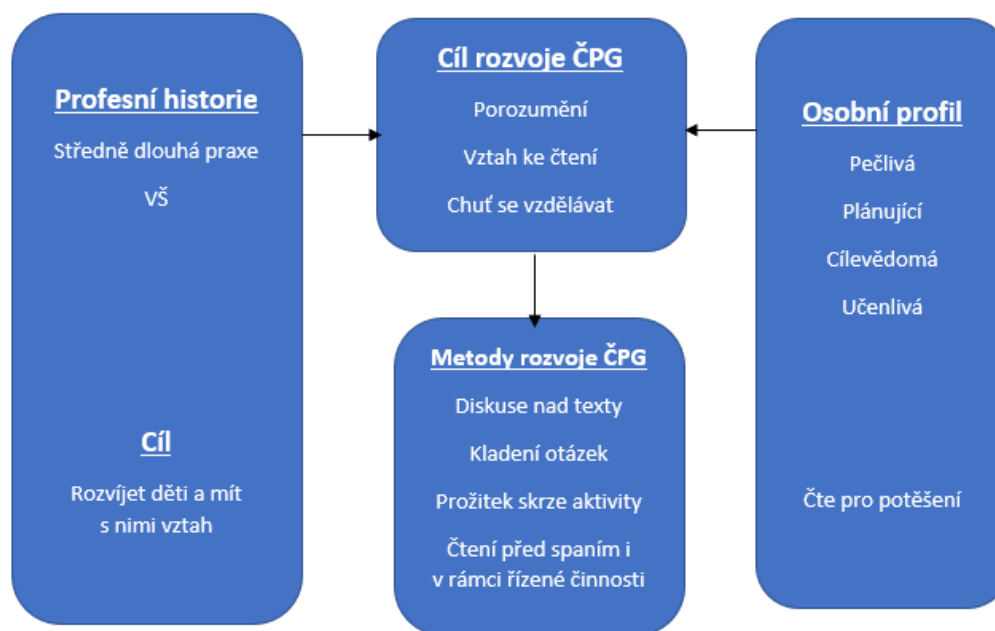 Profesní historie
Středně dlouhá praxe
VŠ
Cíl
Rozvíjet děti a mít
s nimi vztah
Cíl rozvoje ČPG
Porozumění
Vztah ke čtení
Chuť se vzdělávat
Metody rozvoje ČPG
Diskuse nad texty
Kladení otázek
Prožitek skrze aktivity
Čtení před spaním i
v rámci řízené činnosti
Osobní profil
Pečlivá
Plánující
Cílevědomá
Učenlivá
Čte pro potěšení